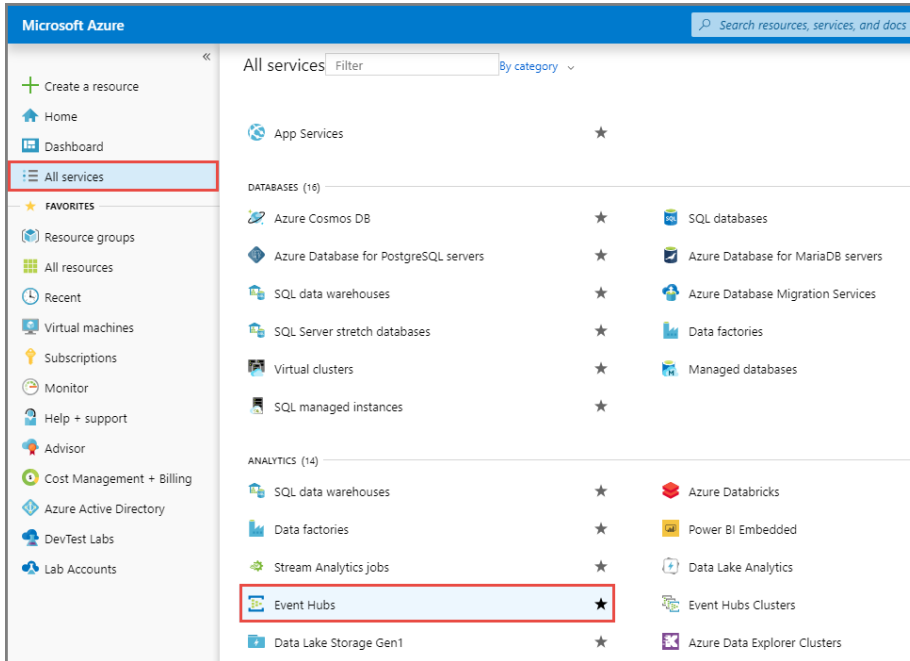 Microsoft Azure
Search resources, services, and docs
«
Create a resource
Home
Dashboard
All services
FAVORITES
Resource groups
All resources
Recent
Virtual machines
Subscriptions
Monitor
Help + support
Advisor
Cost Management + Billing
Azure Active Directory
DevTest Labs
Lab Accounts
All services Filter By category
App Services
DATABASES (16)
Azure Cosmos DB
SQL databases
Azure Database for PostgreSQL servers
Azure Database for MariaDB servers
SQL data warehouses
Azure Database Migration Services
SQL Server stretch databases
Data factories
Virtual clusters
Managed databases
SQL managed instances
ANALYTICS (14)
SQL data warehouses
Azure Databricks
Data factories
Power BI Embedded
Stream Analytics jobs
Data Lake Analytics
Event Hubs
Event Hubs Clusters
Data Lake Storage Gen1
Azure Data Explorer Clusters